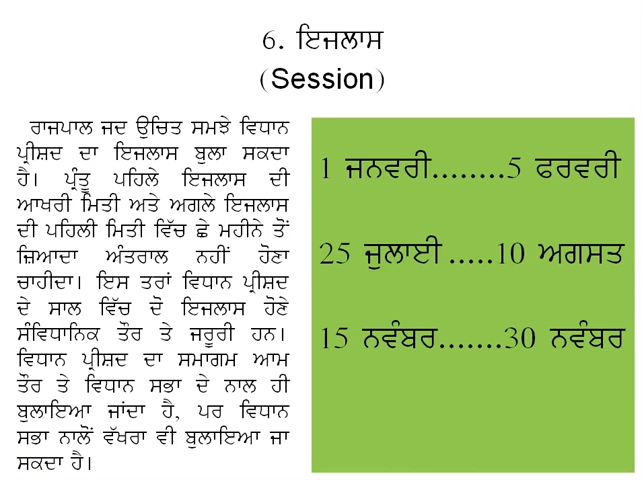 6. ਇਜਲਾਸ
(Session)
ਰਾਜਪਾਲ ਜਦ ਉਚਿਤ ਸਮਝੇ ਵਿਧਾਨ
ਪ੍ਰੀਸ਼ਦ ਦਾ ਇਜਲਾਸ ਬੁਲਾ ਸਕਦਾ
ਹੈ। ਪ੍ਰੰਤੂ ਪਹਿਲੇ ਇਜਲਾਸ ਦੀ
ਆਖਰੀ ਮਿਤੀ ਅਤੇ ਅਗਲੇ ਇਜਲਾਸ
ਦੀ ਪਹਿਲੀ ਮਿਤੀ ਵਿੱਚ ਛੇ ਮਹੀਨੇ ਤੋਂ
ਜ਼ਿਆਦਾ ਅੰਤਰਾਲ ਨਹੀਂ ਹੋਣਾ
ਚਾਹੀਦਾ। ਇਸ ਤਰਾਂ ਵਿਧਾਨ ਪ੍ਰੀਸ਼ਦ
ਦੇ ਸਾਲ ਵਿੱਚ ਦੋ ਇਜਲਾਸ ਹੋਣੇ
ਸੰਵਿਧਾਨਿਕ ਤੌਰ ਤੇ ਜਰੂਰੀ ਹਨ।
ਵਿਧਾਨ ਪ੍ਰੀਸ਼ਦ ਦਾ ਸਮਾਗਮ ਆਮ
ਤੌਰ ਤੇ ਵਿਧਾਨ ਸਭਾ ਦੇ ਨਾਲ ਹੀ
ਬੁਲਾਇਆ ਜਾਂਦਾ ਹੈ, ਪਰ ਵਿਧਾਨ
ਸਭਾ ਨਾਲੋਂ ਵੱਖਰਾ ਵੀ ਬੁਲਾਇਆ ਜਾ
ਸਕਦਾ ਹੈ।
1 ਜਨਵਰੀ........5 ਫਰਵਰੀ
25 ਜੁਲਾਈ .....10 ਅਗਸਤ
15 ਨਵੰਬਰ.......30 ਨਵੰਬਰ